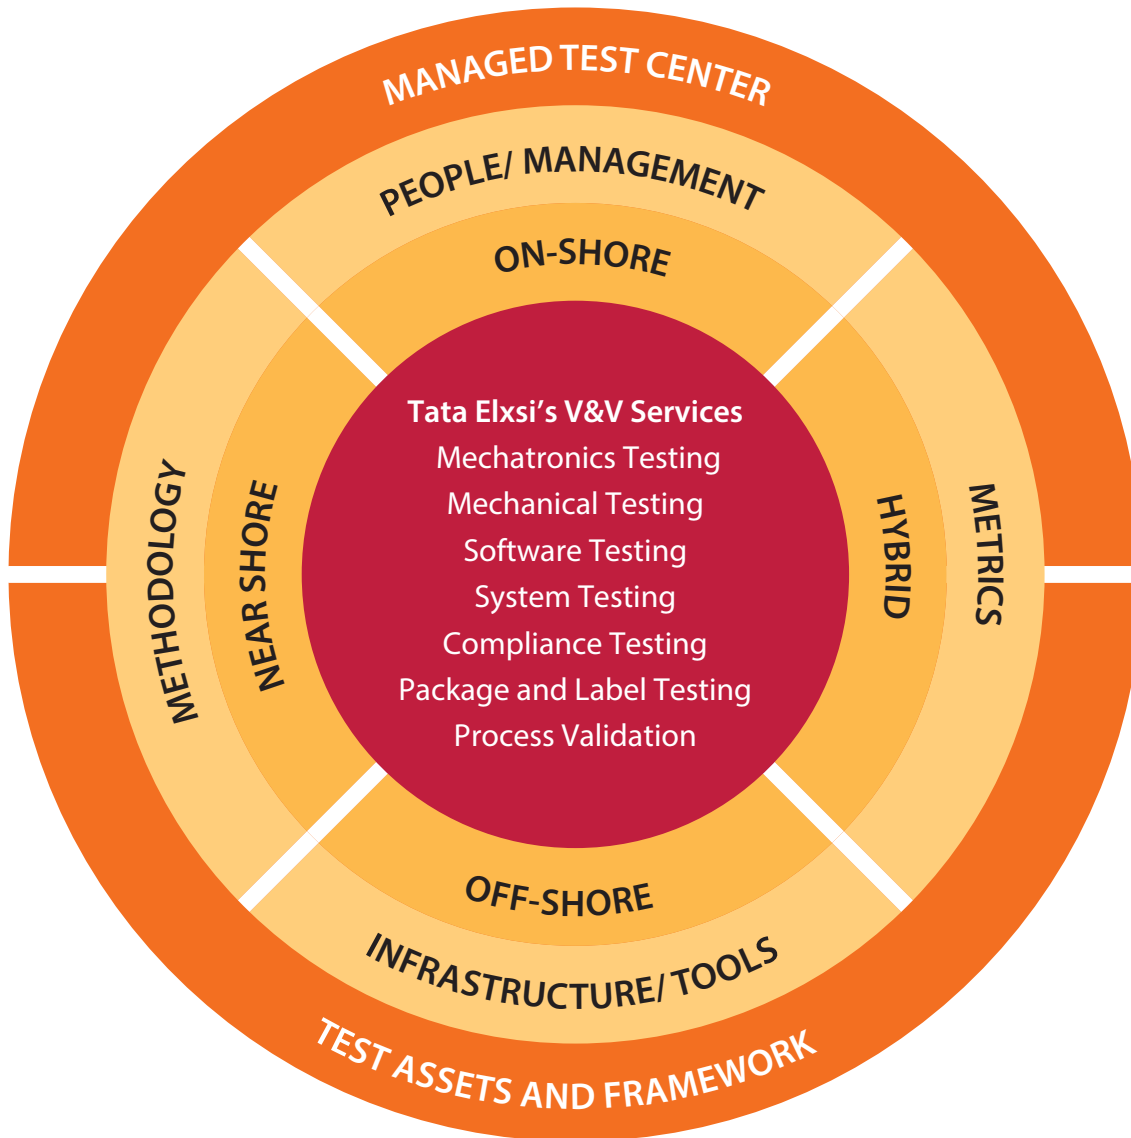 MANAGED TEST CENTER
PEOPLE/ MANAGEMENT
ON-SHORE
METHODOLOGY
NEAR SHORE
Tata Elxsi’s V&V Services
Mechatronics Testing
Mechanical Testing
Software Testing
System Testing
Compliance Testing
Package and Label Testing
Process Validation
HYBRID
METRICS
OFF-SHORE
INFRASTRUCTURE/ TOOLS
TEST ASSETS AND FRAMEWORK